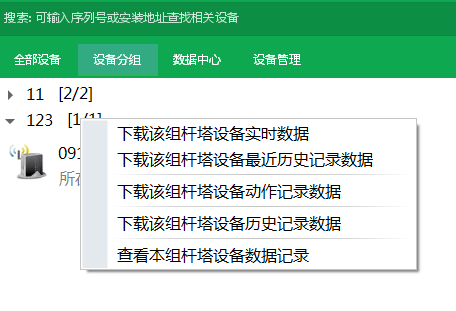 搜索: 可输入序列号或安装地址查找相关设备
全部设备 设备分组 数据中心 设备管理
11 [2/2]
123 [1/1]
下载该组杆塔设备实时数据
091
下载该组杆塔设备最近历史记录数据
所在
下载该组杆塔设备动作记录数据
下载该组杆塔设备历史记录数据
查看本组杆塔设备数据记录